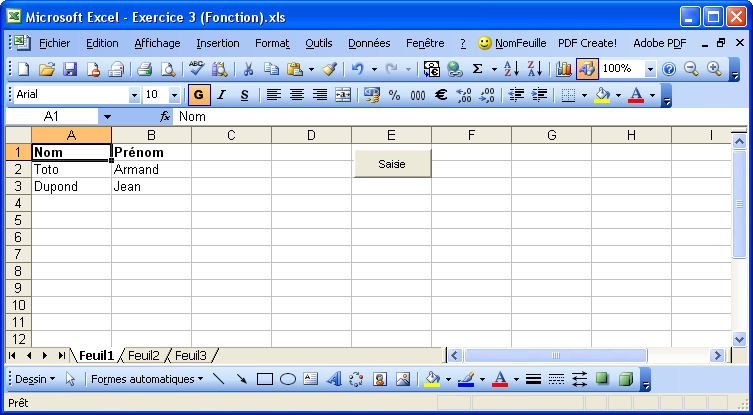 Microsoft Excel - Exercice 3 (Fonction).xls
Fichier Edition Affichage Insertion Format Outils Données Fenêtre ? NomFeuille PDF Create! Adobe PDF
Σ A Z Z A 100% ?
Arial 10 G I S € ,00
A1 fx Nom
A B C D E F G H I
1 Nom Prénom
2 Toto Armand Saisie
3 Dupond Jean
4
5
6
7
8
9
10
11
12
Feuil1 Feuil2 Feuil3
Dessin Formes automatiques A A
Prêt